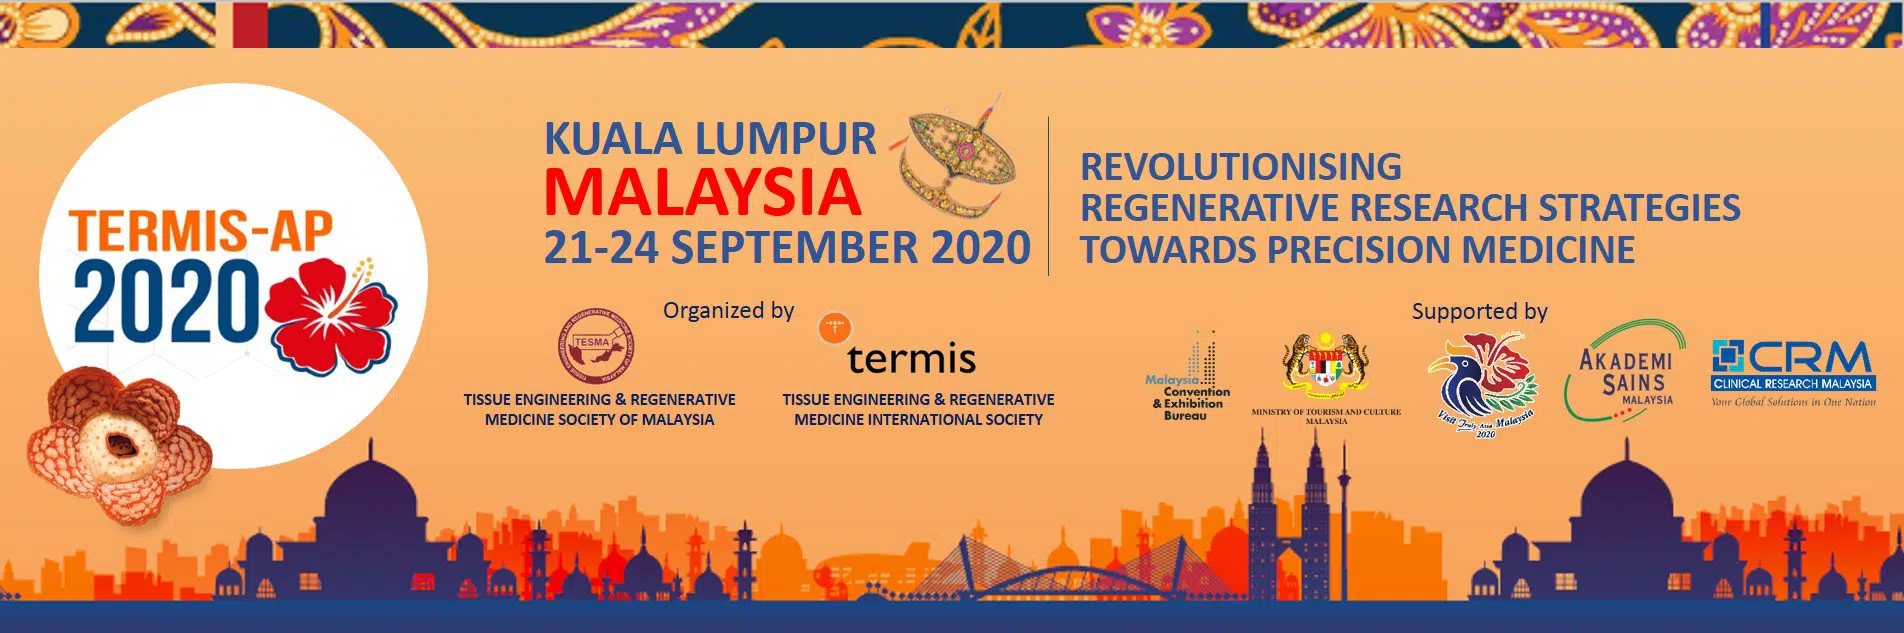 TERMIS-AP
2020
KUALA LUMPUR
MALAYSIA
21-24 SEPTEMBER 2020
REVOLUTIONISING
REGENERATIVE RESEARCH STRATEGIES
TOWARDS PRECISION MEDICINE
Organized by
TESMA
TISSUE ENGINEERING & REGENERATIVE
MEDICINE SOCIETY OF MALAYSIA
termis
TISSUE ENGINEERING & REGENERATIVE
MEDICINE INTERNATIONAL SOCIETY
Supported by
Malaysia
Convention
& Exhibition
Bureau
MINISTRY OF TOURISM AND CULTURE
MALAYSIA
Visit Truly Asia Malaysia
2020
AKADEMI
SAINS
MALAYSIA
CRM
CLINICAL RESEARCH MALAYSIA
Your Global Solutions in One Nation